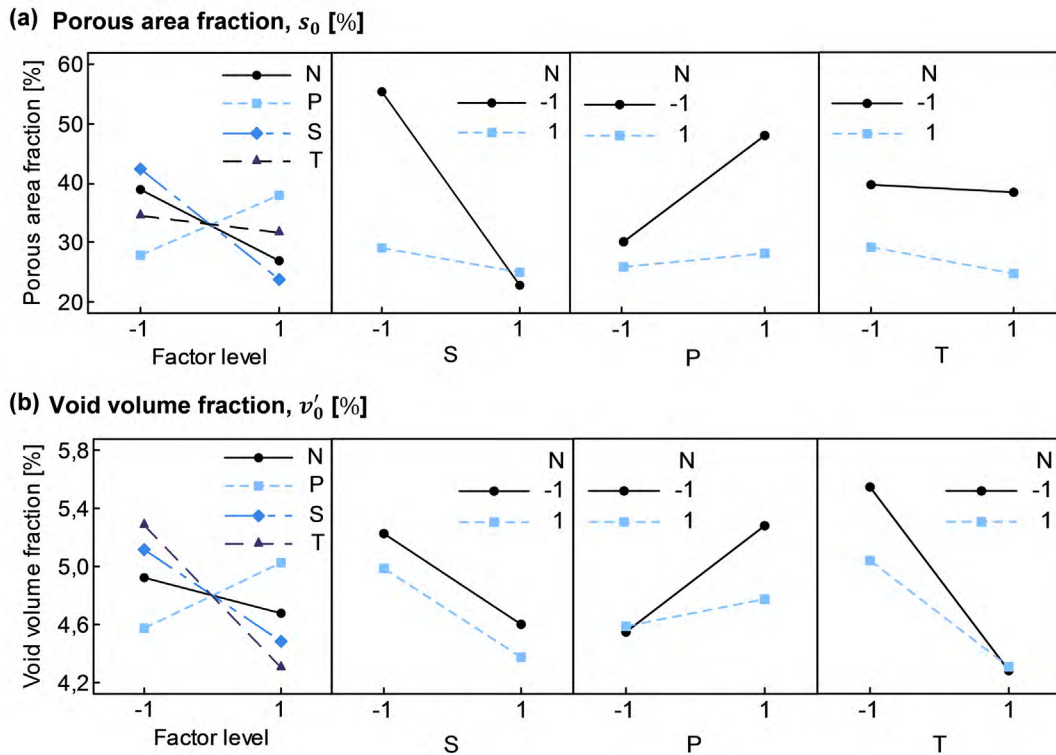 (a) Porous area fraction, s₀ [%]
Porous area fraction [%]
60
50
40
30
20
N
P
S
T
-1 1
Factor level
N
-1
1
-1 1
S
N
-1
1
-1 1
P
N
-1
1
-1 1
T
(b) Void volume fraction, v′₀ [%]
Void volume fraction [%]
5.8
5.4
5.0
4.6
4,2
N
P
S
T
-1 1
Factor level
N
-1
1
-1 1
S
N
-1
1
-1 1
P
N
-1
1
-1 1
T